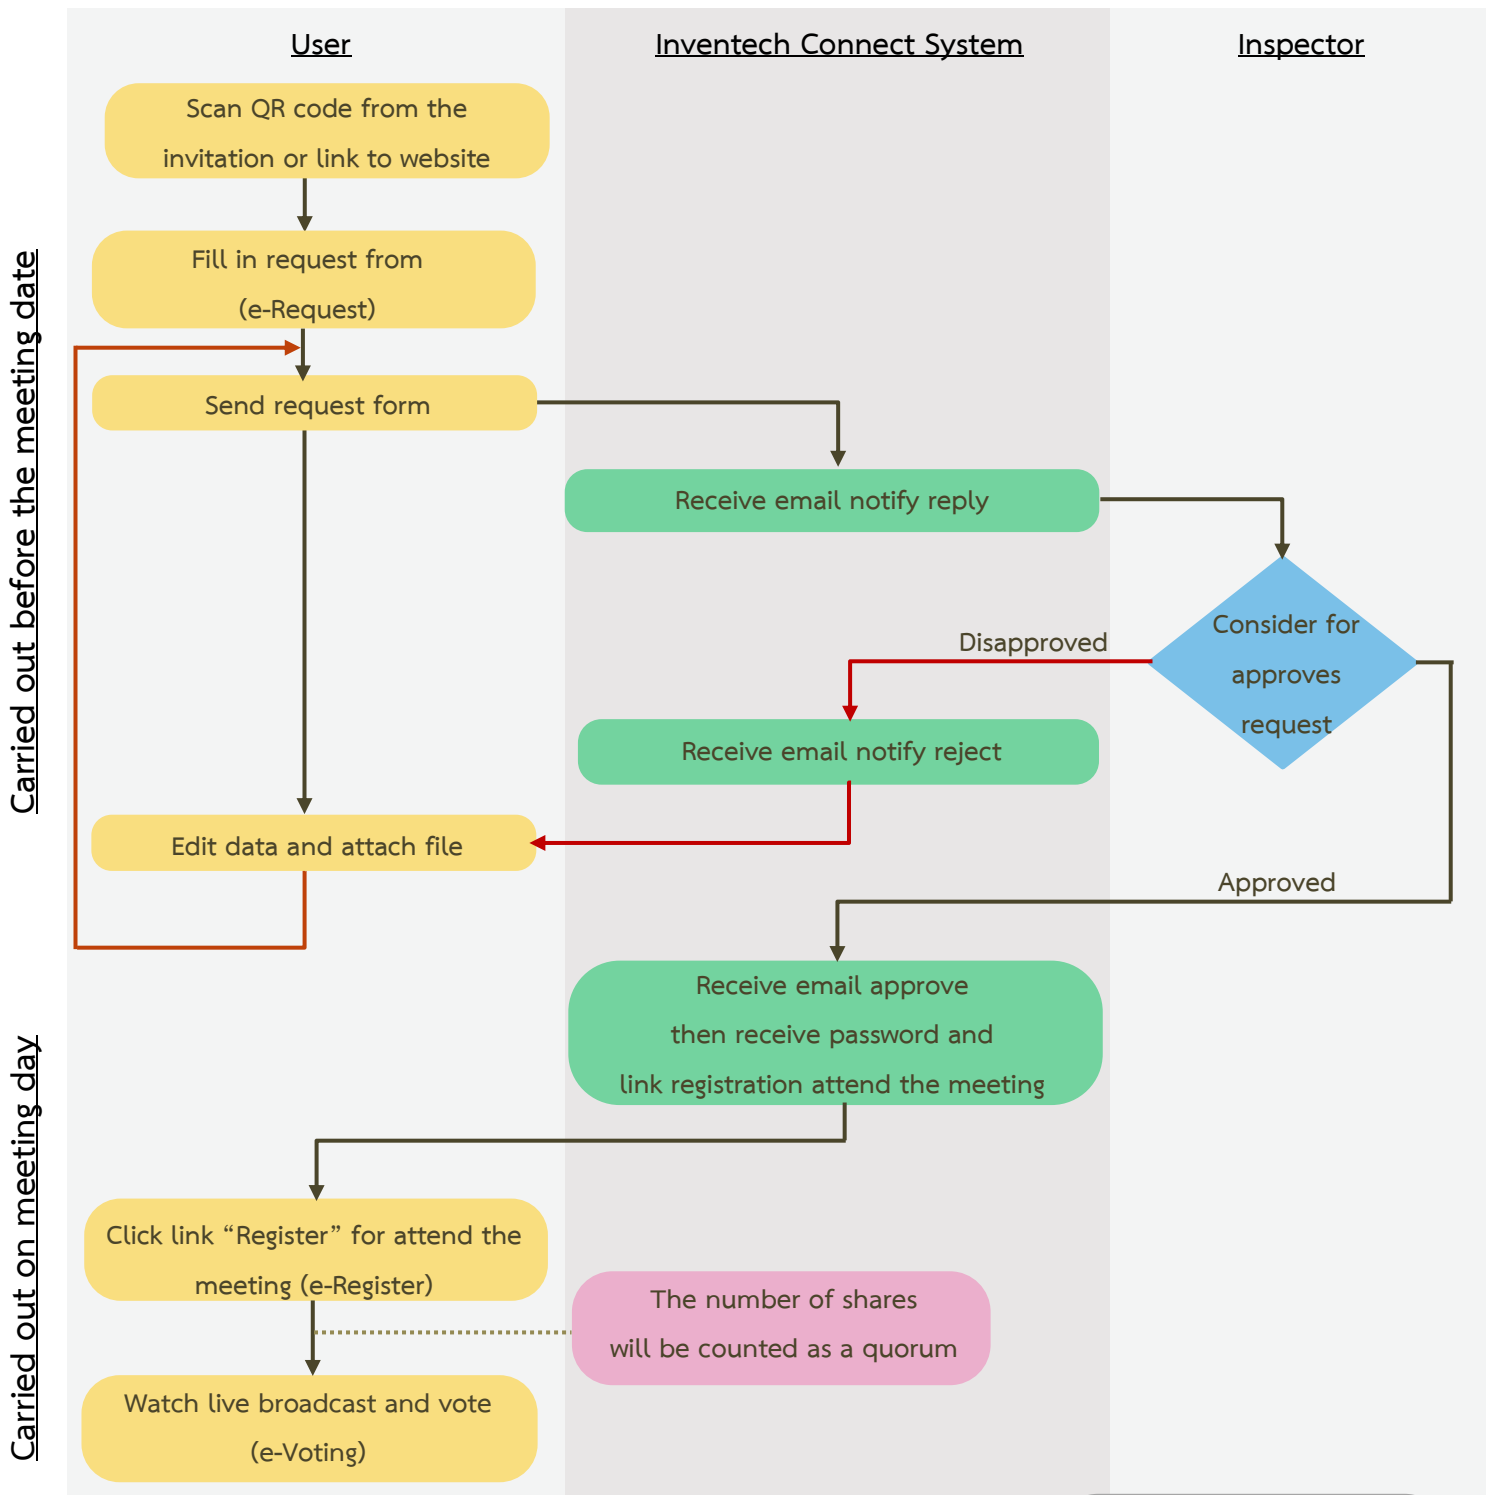 User
Inventech Connect System
Inspector
Carried out before the meeting date
Scan QR code from the
invitation or link to website
Fill in request from
(e-Request)
Send request form
Receive email notify reply
Consider for
approves
request
Disapproved
Receive email notify reject
Edit data and attach file
Approved
Receive email approve
then receive password and
link registration attend the meeting
Carried out on meeting day
Click link “Register” for attend the
meeting (e-Register)
The number of shares
will be counted as a quorum
Watch live broadcast and vote
(e-Voting)